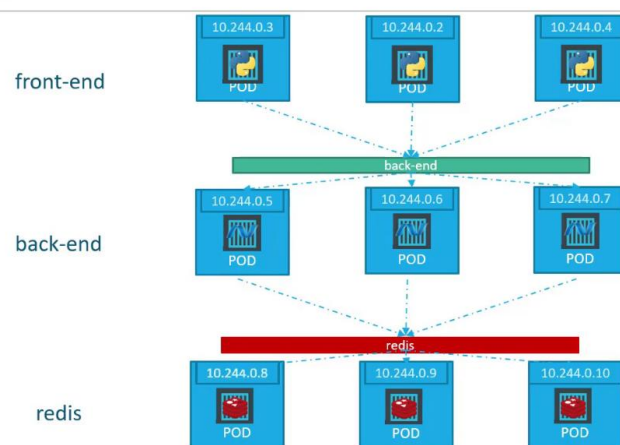 10.244.0.3
10.244.0.2
10.244.0.4
front-end
POD
POD
POD
back-end
10.244.0.5
10.244.0.6
10.244.0.7
back-end
POD
POD
POD
redis
10.244.0.8
10.244.0.9
10.244.0.10
redis
POD
POD
POD